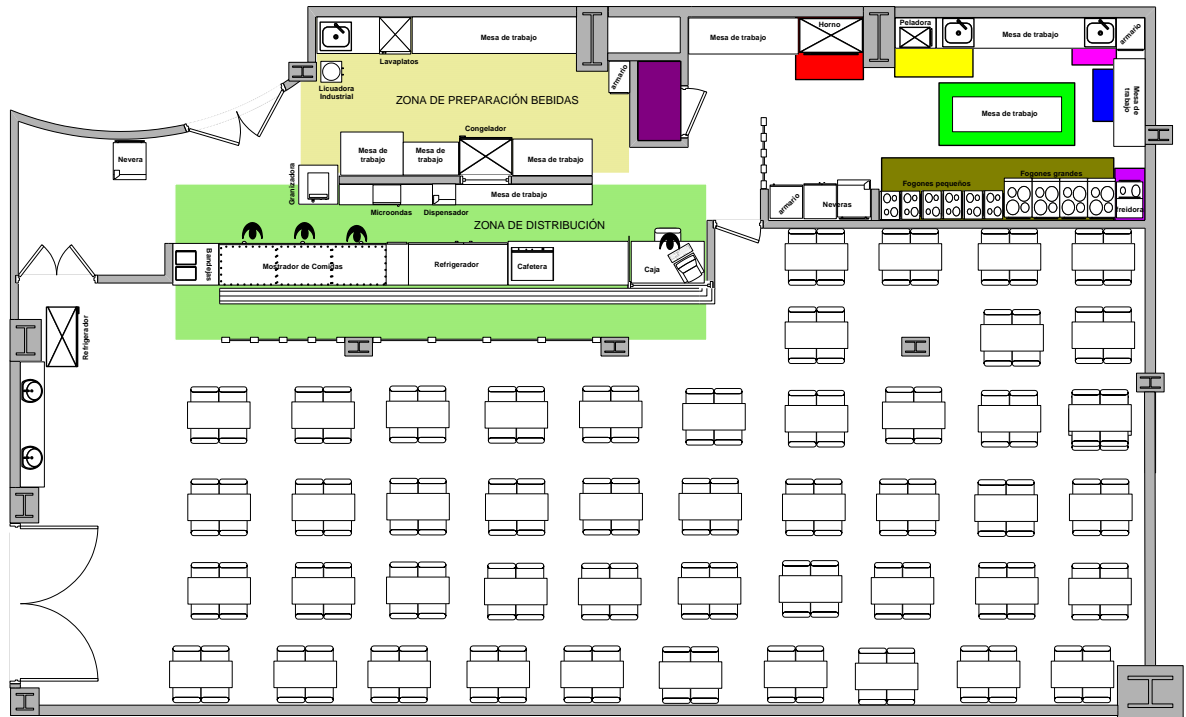 Mesa de trabajo
Lavaplatos
Licuadora
Industrial
ZONA DE PREPARACIÓN BEBIDAS
armario
Mesa de trabajo
Horno
Peladora
Mesa de trabajo
armario
Mesa de
trabajo
Mesa de trabajo
Nevera
Congelador
Mesa de
trabajo
Mesa de
trabajo
Mesa de trabajo
Granizadora
Microondas
Dispensador
Mesa de trabajo
ZONA DE DISTRIBUCIÓN
armario
Neveras
Fogones pequeños
Fogones grandes
freidora
Bandejas
Mostrador de Comidas
Refrigerador
Cafetera
Caja
Refrigerador